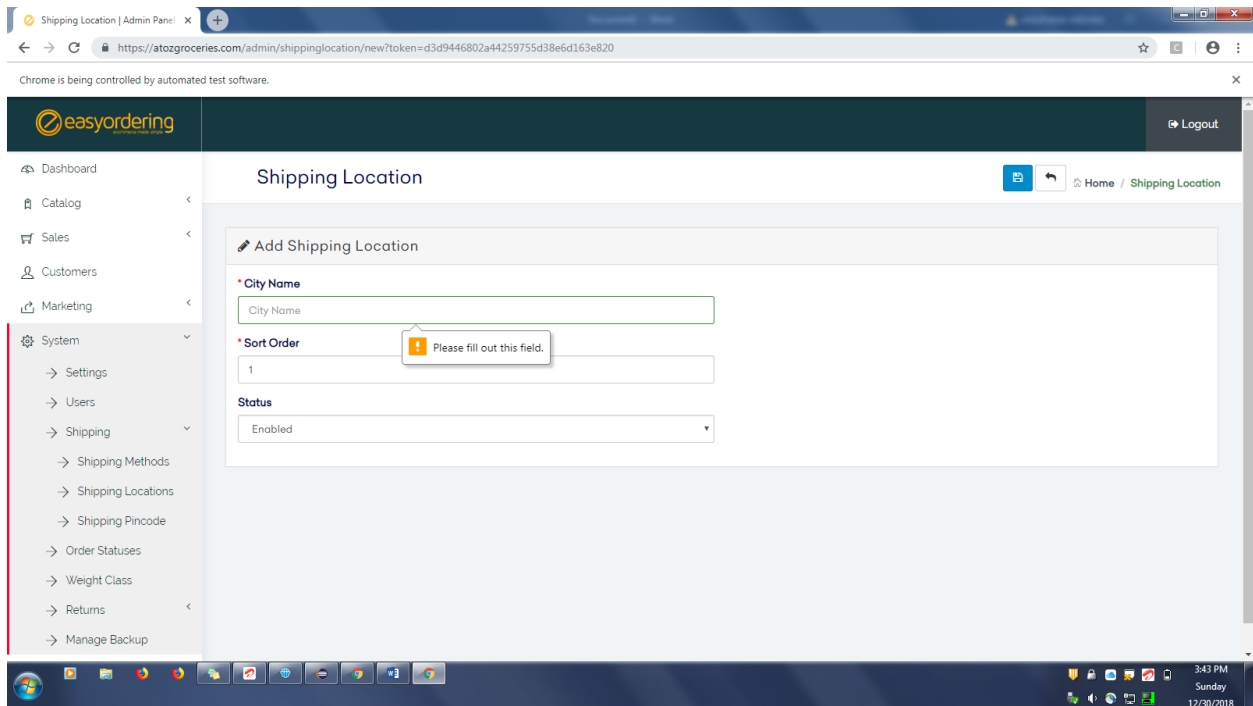 Shipping Location | Admin Panel
https://atozgroceries.com/admin/shippinglocation/new?token=d3d9446802a44259755d38e6d163e820
Chrome is being controlled by automated test software.
easyordering
Logout
Dashboard
Shipping Location
Home / Shipping Location
Catalog
Sales
Add Shipping Location
Customers
* City Name
Marketing
City Name
System
* Sort Order
Please fill out this field.
Settings
1
Users
Status
Shipping
Enabled
Shipping Methods
Shipping Locations
Shipping Pincode
Order Statuses
Weight Class
Returns
Manage Backup
3:43 PM
Sunday
12/30/2018